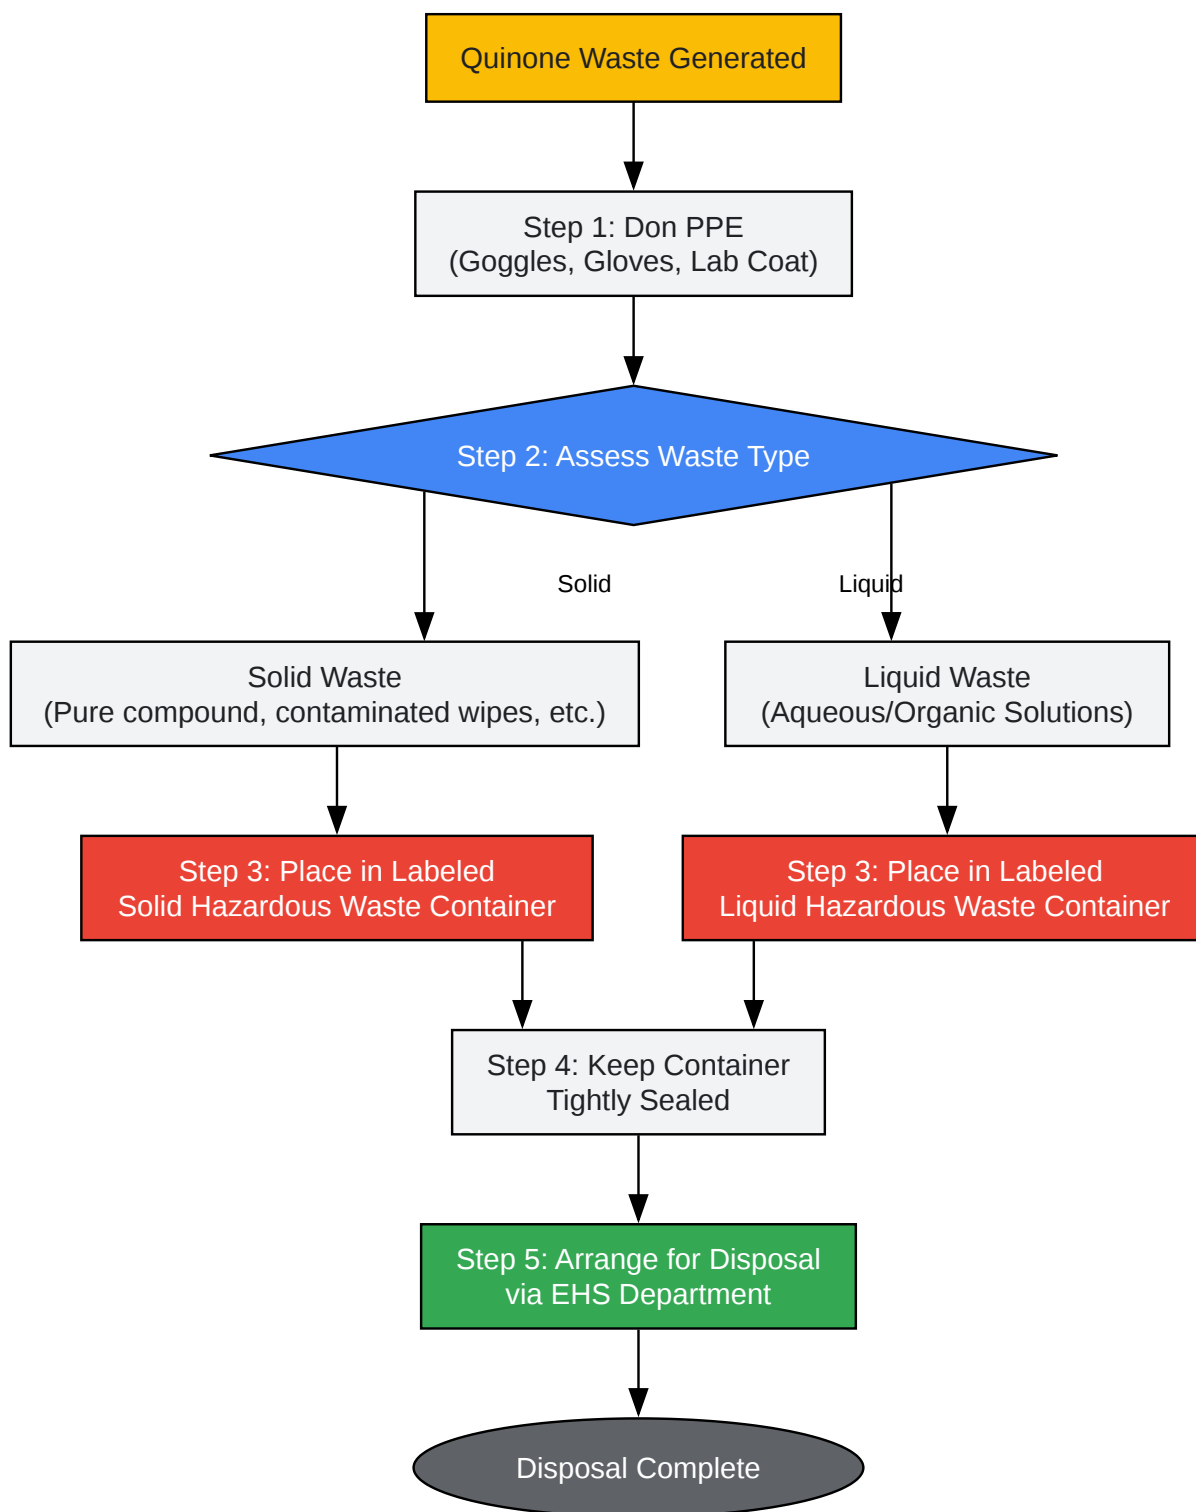 Quinone Waste Generated
Step 1: Don PPE
(Goggles, Gloves, Lab Coat)
Step 2: Assess Waste Type
Solid
Liquid
Solid Waste
(Pure compound, contaminated wipes, etc.)
Liquid Waste
(Aqueous/Organic Solutions)
Step 3: Place in Labeled
Solid Hazardous Waste Container
Step 3: Place in Labeled
Liquid Hazardous Waste Container
Step 4: Keep Container
Tightly Sealed
Step 5: Arrange for Disposal
via EHS Department
Disposal Complete